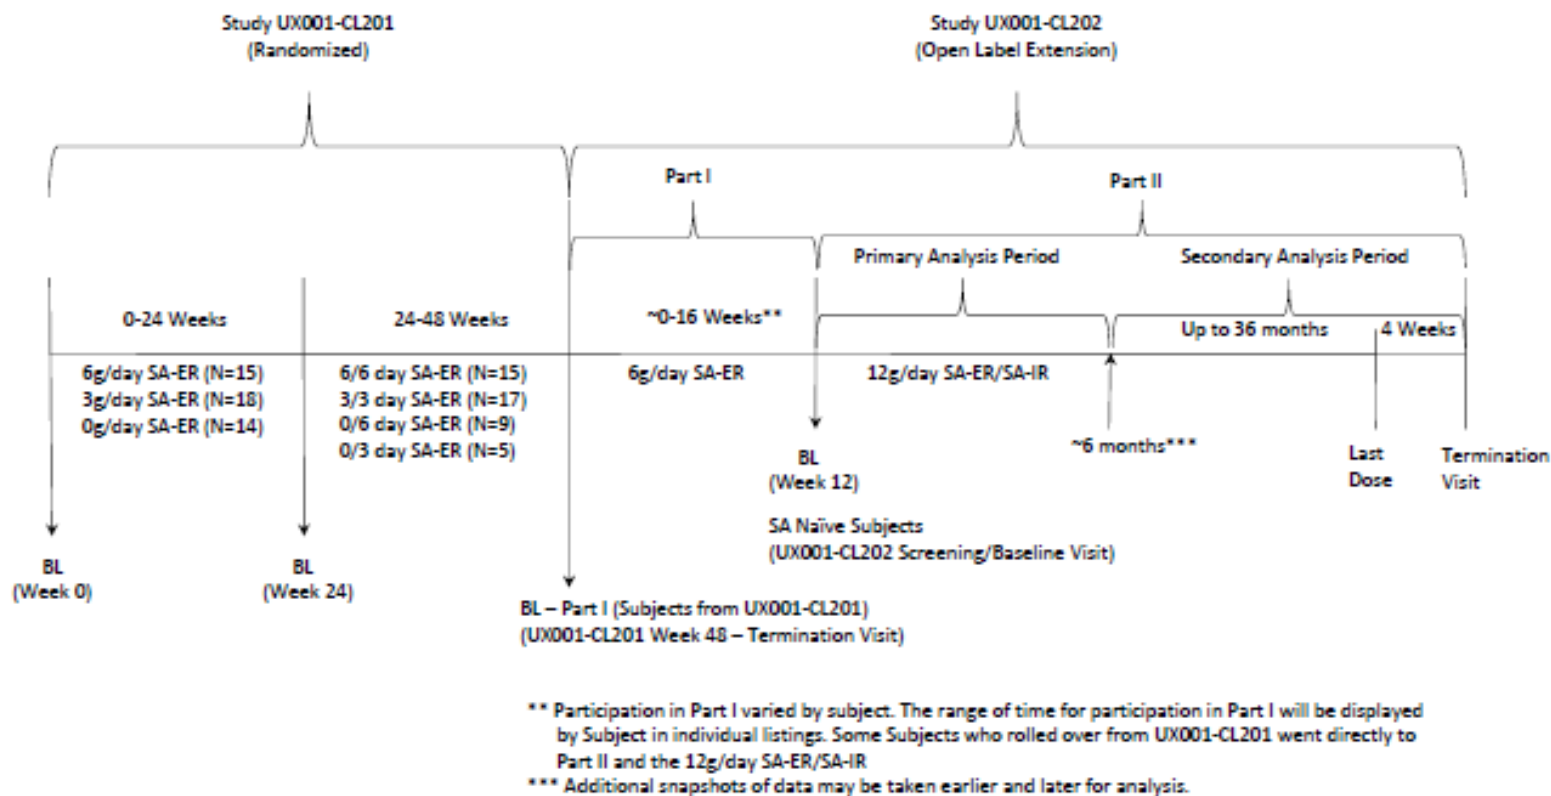 Study UX001-CL201
(Randomized)
Study UX001-CL202
(Open Label Extension)
Part I
Part II
Primary Analysis Period
Secondary Analysis Period
0-24 Weeks
24-48 Weeks
~0-16 Weeks**
Up to 36 months
4 Weeks
6g/day SA-ER (N=15)
3g/day SA-ER (N=18)
0g/day SA-ER (N=14)
6/6 day SA-ER (N=15)
3/3 day SA-ER (N=17)
0/6 day SA-ER (N=9)
0/3 day SA-ER (N=5)
6g/day SA-ER
12g/day SA-ER/SA-IR
~6 months***
Last
Dose
Termination
Visit
BL
(Week 12)
SA Naïve Subjects
(UX001-CL202 Screening/Baseline Visit)
BL
(Week 0)
BL
(Week 24)
BL – Part I (Subjects from UX001-CL201)
(UX001-CL201 Week 48 – Termination Visit)
** Participation in Part I varied by subject. The range of time for participation in Part I will be displayed
by Subject in individual listings. Some Subjects who rolled over from UX001-CL201 went directly to
Part II and the 12g/day SA-ER/SA-IR
*** Additional snapshots of data may be taken earlier and later for analysis.